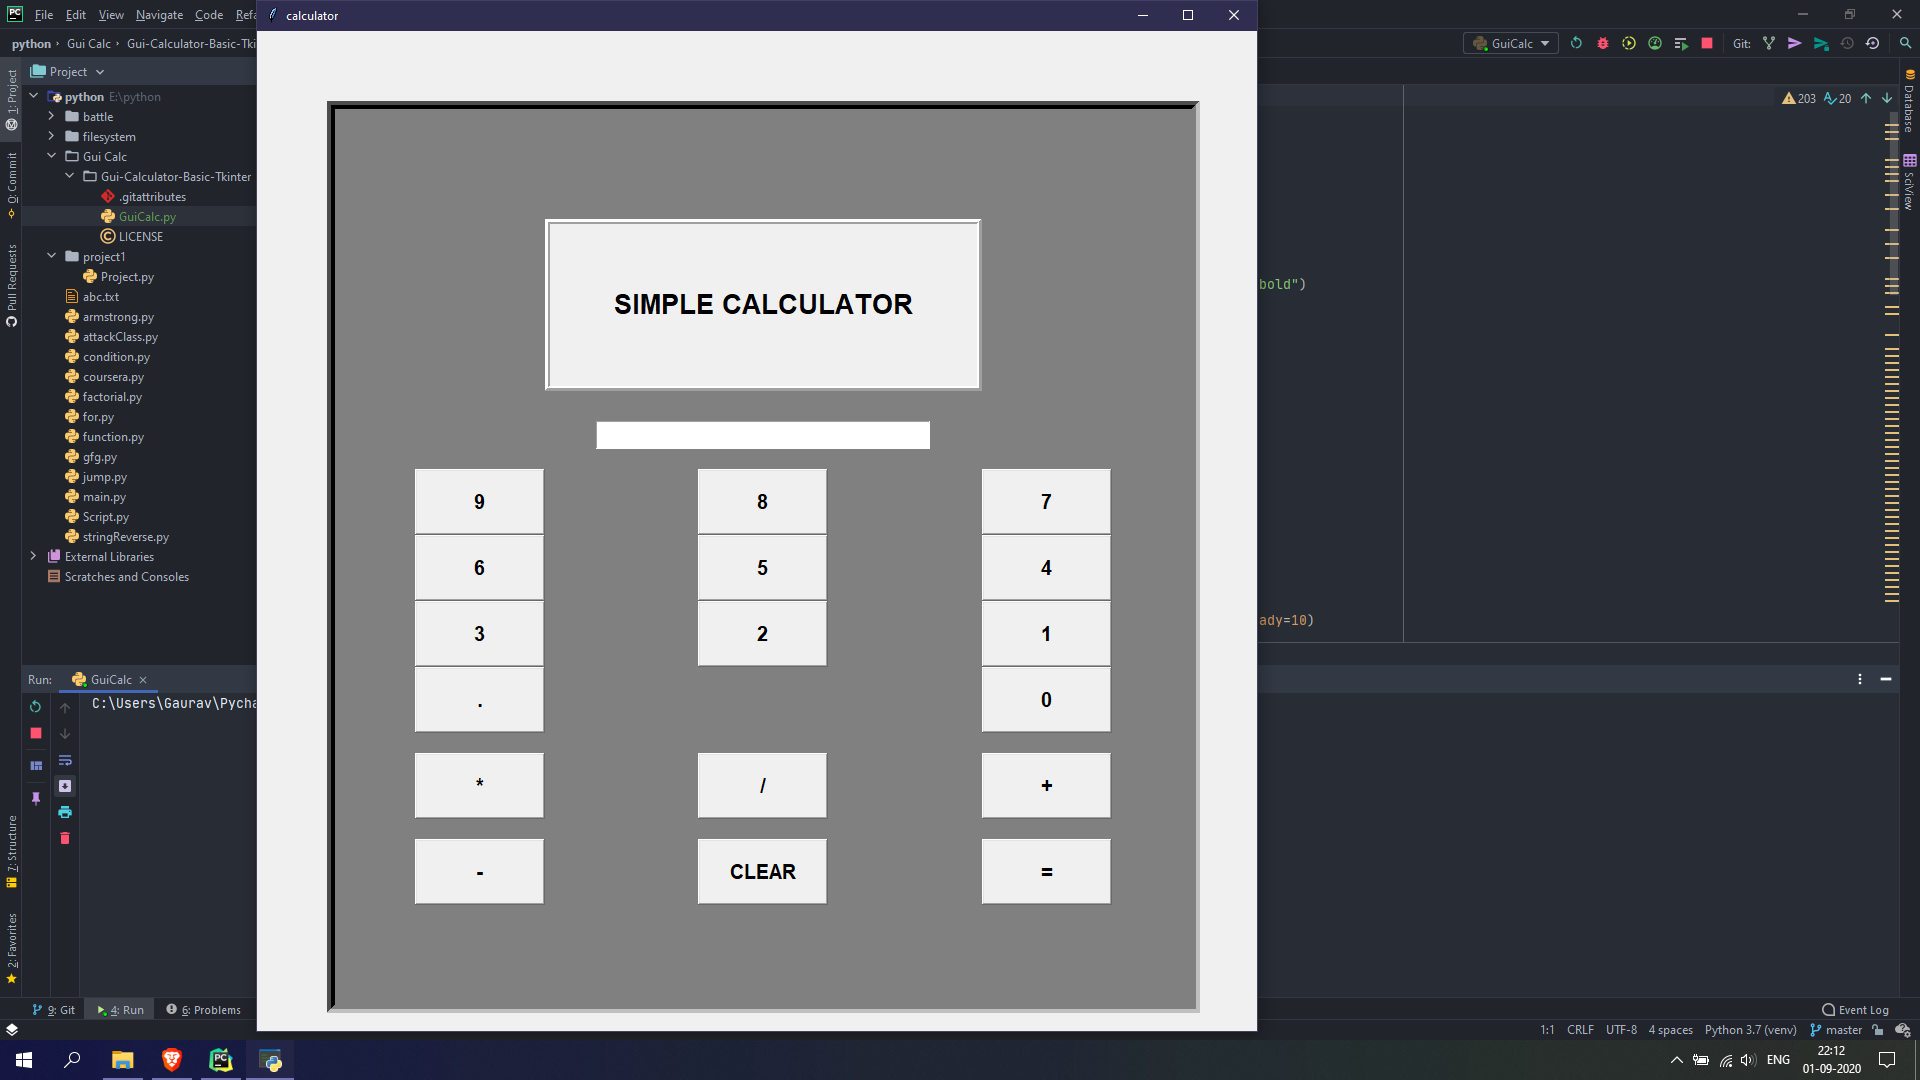 PC File Edit View Navigate Code Refa
calculator
python Gui Calc Gui-Calculator-Basic-Tki
GuiCalc Git:
Project
python E:\python
battle
filesystem
Gui Calc
Gui-Calculator-Basic-Tkinter
.gitattributes
GuiCalc.py
LICENSE
project1
Project.py
abc.txt
armstrong.py
attackClass.py
condition.py
coursera.py
factorial.py
for.py
function.py
gfg.py
jump.py
main.py
Script.py
stringReverse.py
External Libraries
Scratches and Consoles
1: Project
0: Commit
Pull Requests
7: Structure
2: Favorites
SIMPLE CALCULATOR
9 8 7
6 5 4
3 2 1
. 0
* / +
- CLEAR =
203 20
bold")
ady=10)
Database
SciView
Run: GuiCalc
C:\Users\Gaurav\Pycha
9: Git 4: Run 6: Problems
Event Log
1:1 CRLF UTF-8 4 spaces Python 3.7 (venv) master
PC
ENG
22:12
01-09-2020